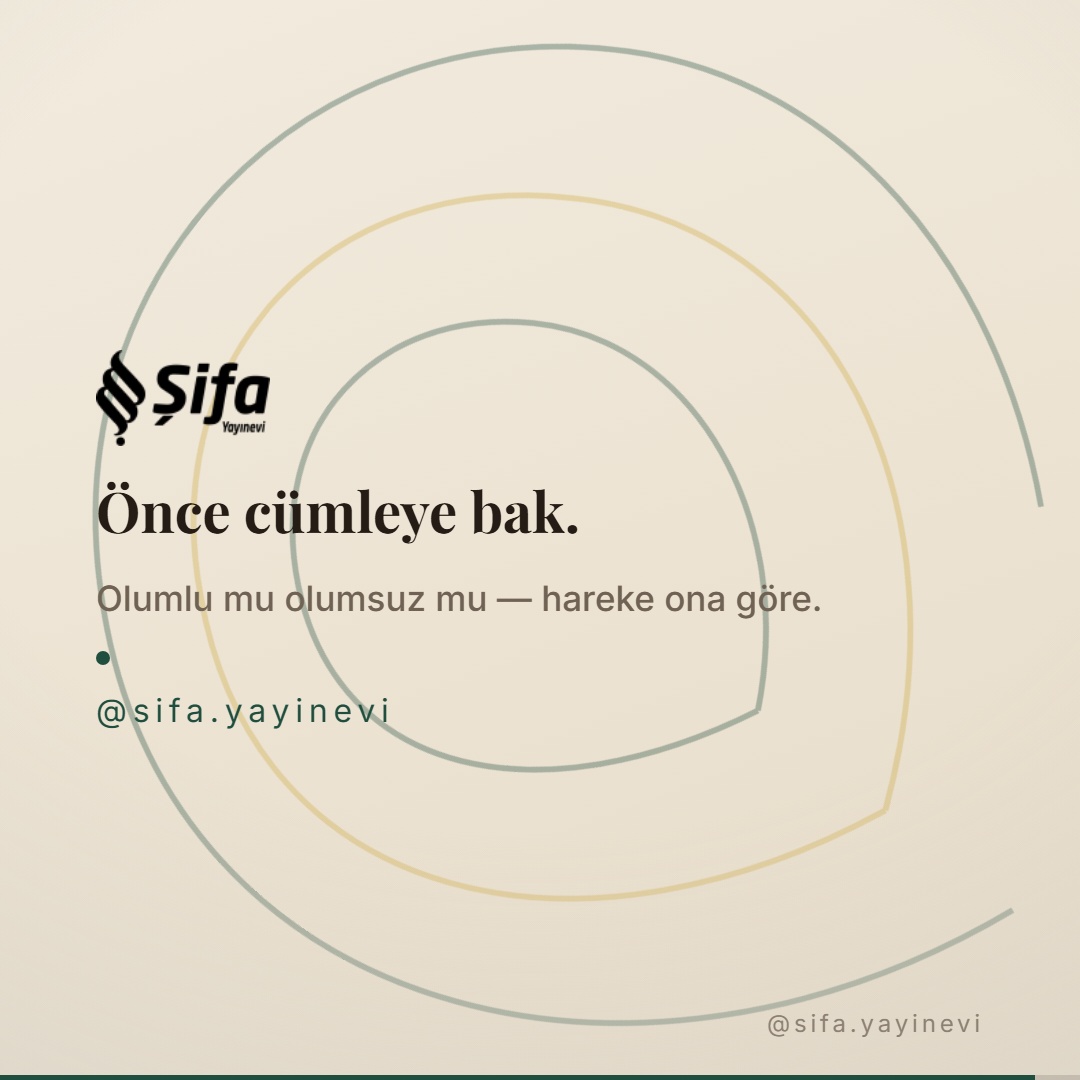 Şifa
Yayınevi
Önce cümleye bak.
Olumlu mu olumsuz mu — hareke ona göre.
@sifa.yayinevi
@sifa.yayinevi